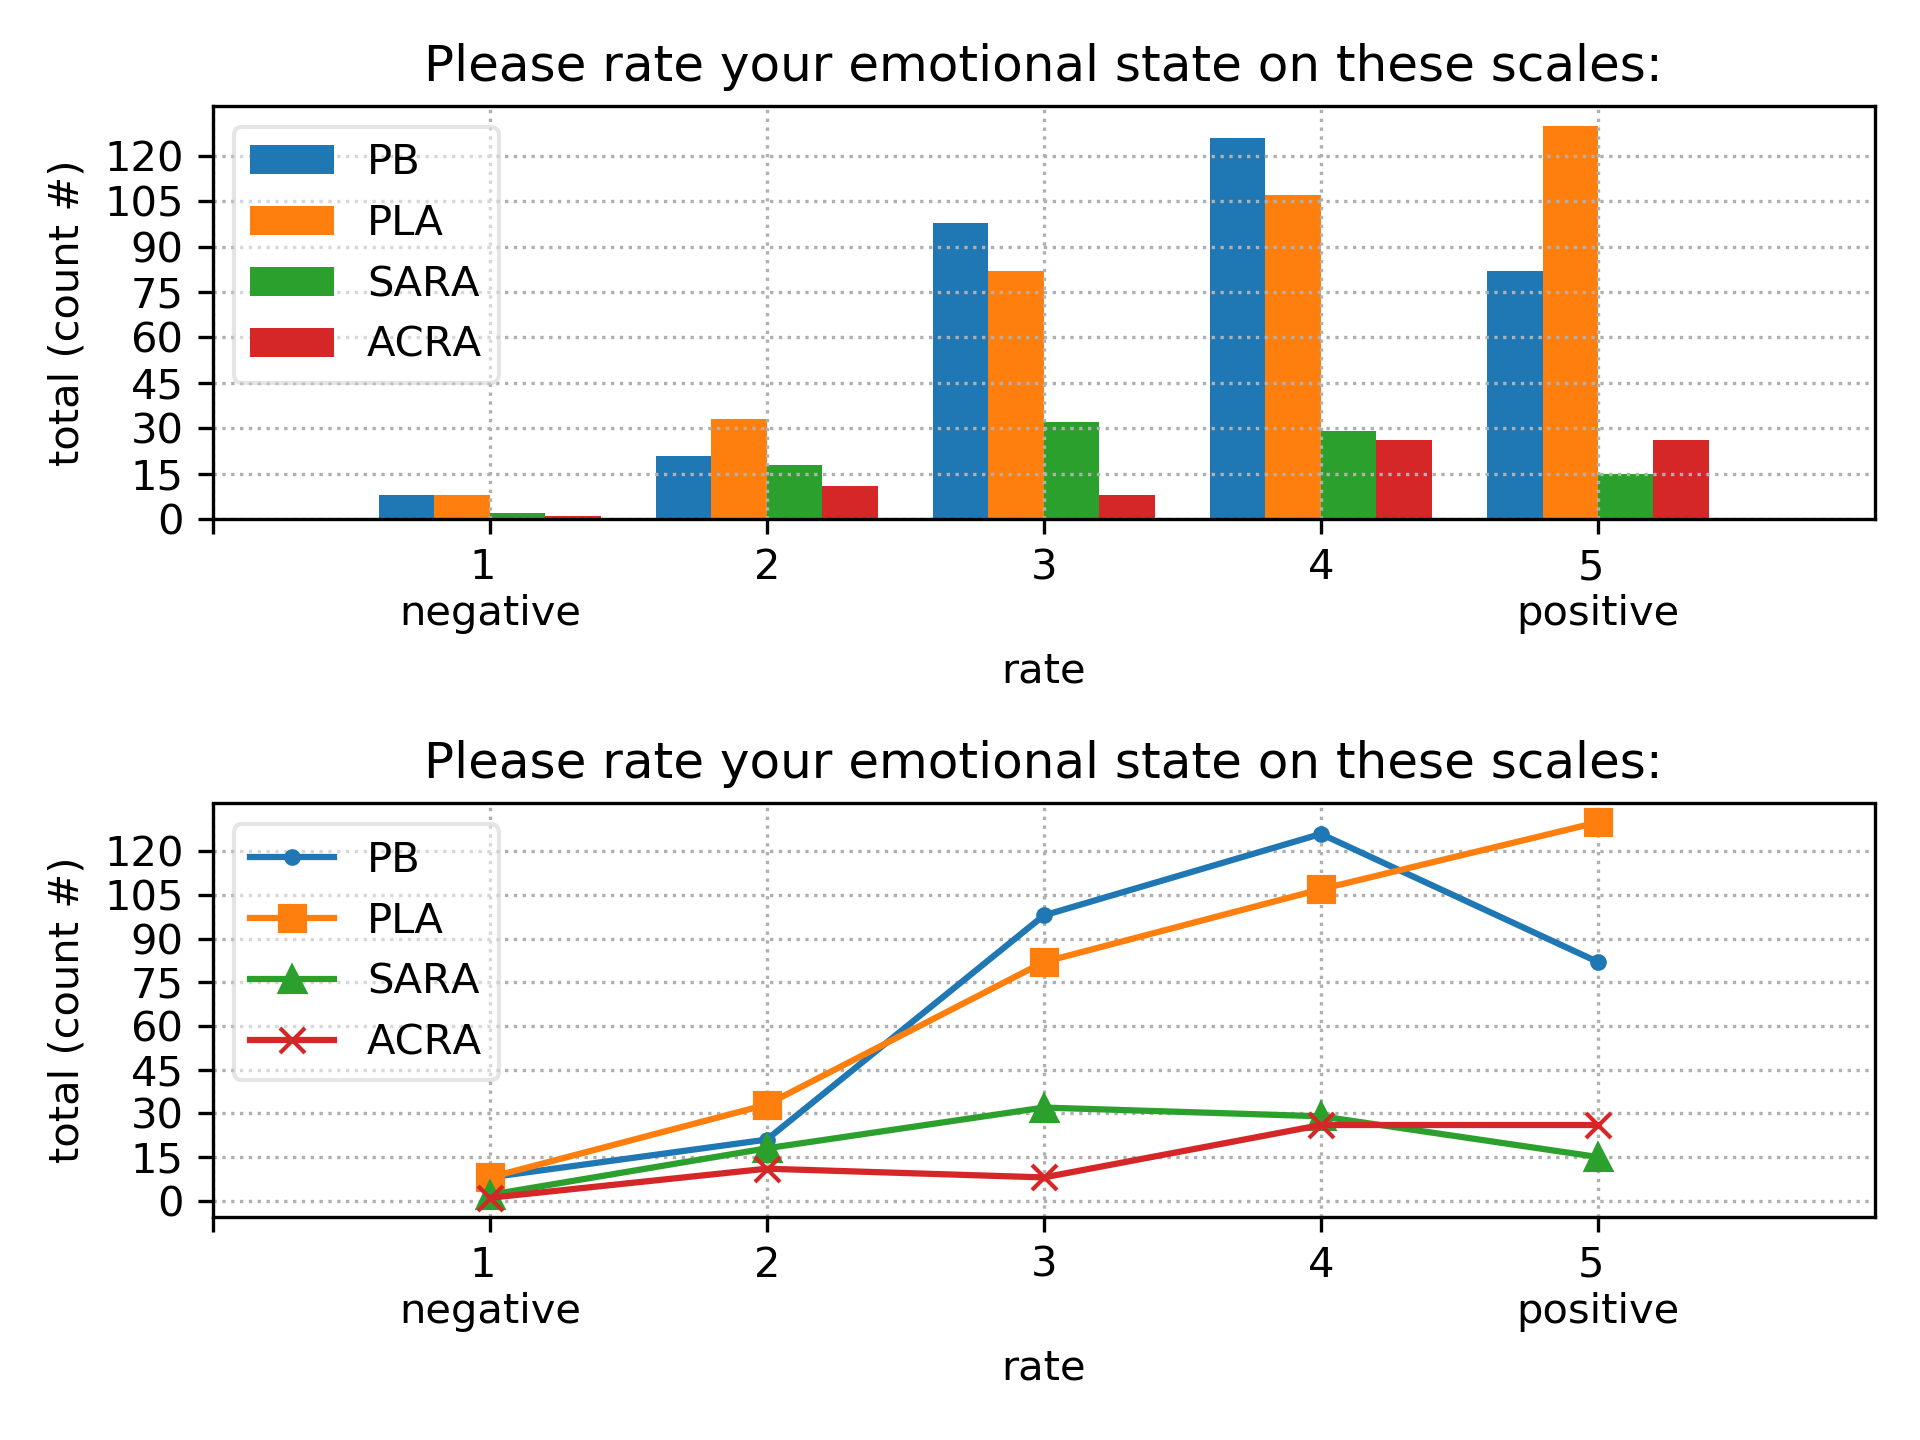 Please rate your emotional state on these scales:
total (count #)
120
105
90
75
60
45
30
15
0
PB
PLA
SARA
ACRA
1 2 3 4 5
negative positive
rate
Please rate your emotional state on these scales:
total (count #)
120
105
90
75
60
45
30
15
0
PB
PLA
SARA
ACRA
1 2 3 4 5
negative positive
rate